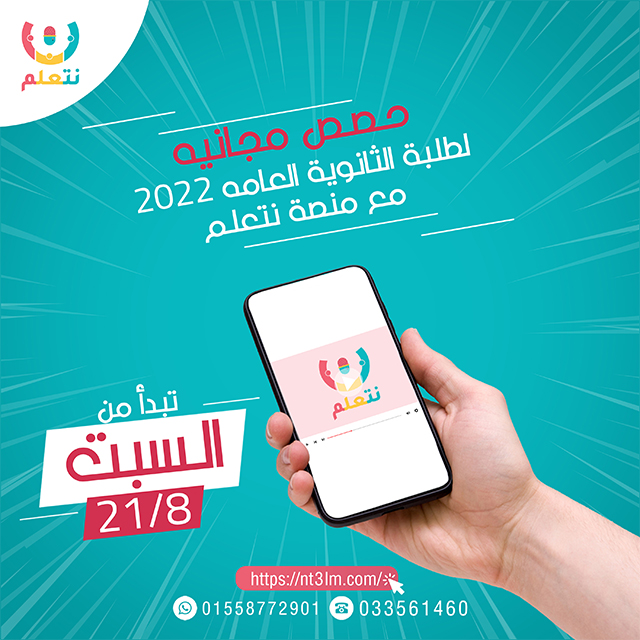 نتعلم
حصص مجانيه
لطلبة الثانوية العامه 2022
مع منصة نتعلم
نتعلم
تبدأ من
السبت
21/8
https://nt3lm.com/
01558772901 033561460